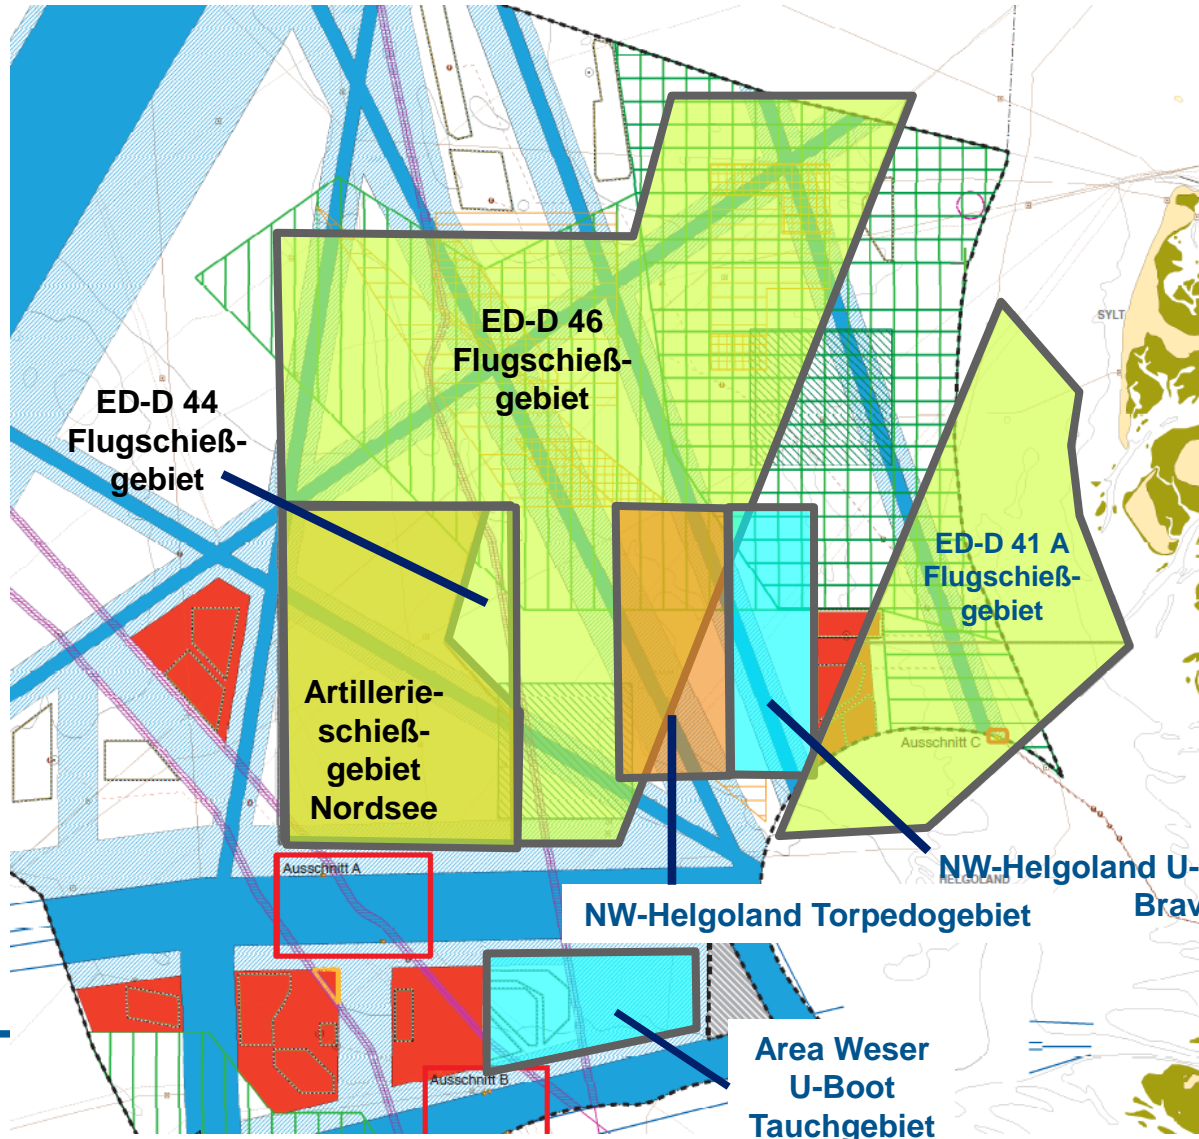 SYLT
ED-D 46
Flugschieß-
gebiet
ED-D 44
Flugschieß-
gebiet
ED-D 41 A
Flugschieß-
gebiet
Artillerie-
schieß-
gebiet
Nordsee
Ausschnitt C
Ausschnitt A
HELGOLAND
NW-Helgoland U-
Brav
NW-Helgoland Torpedogebiet
Area Weser
U-Boot
Tauchgebiet
Ausschnitt B